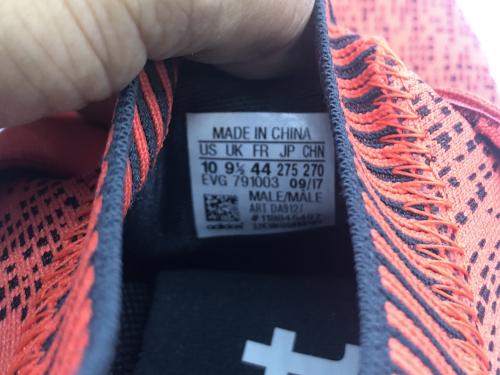 MADE IN CHINA
US UK FR JP CHN
10 9½ 44 275 270
EVG 791003 09/17
MALE/MÂLE
ART DA9127
adidas
t